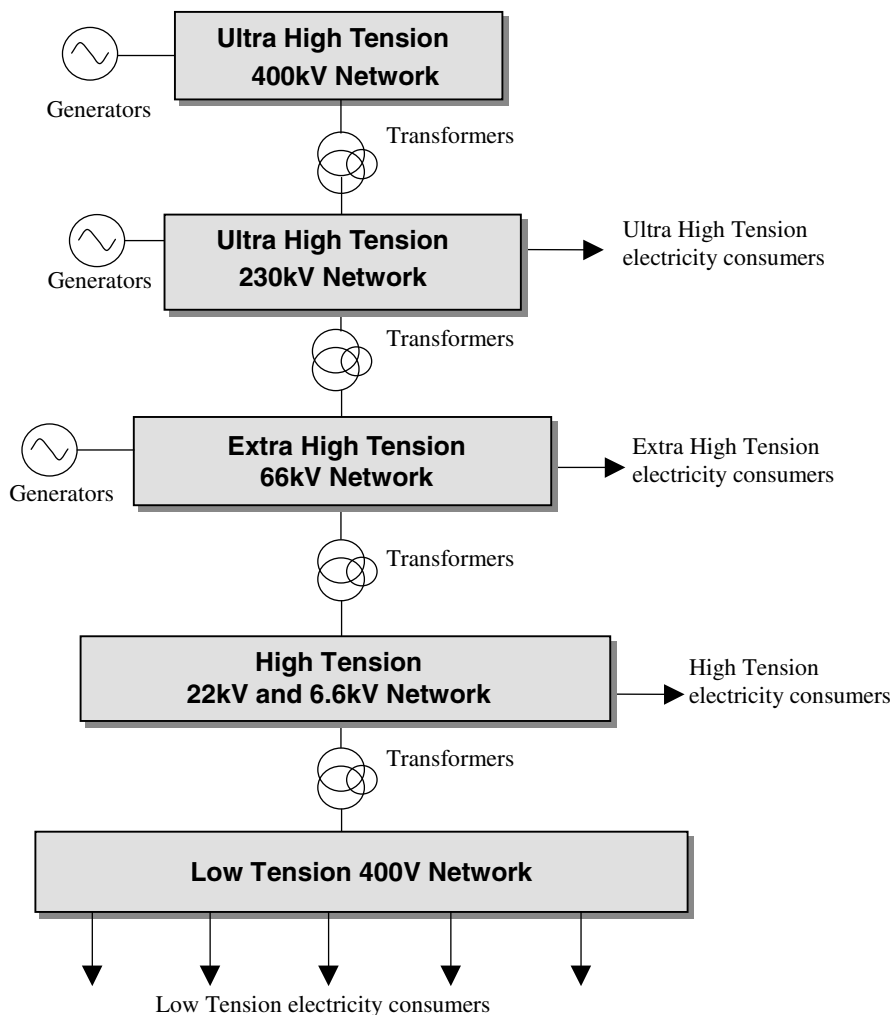 Ultra High Tension
400kV Network
Generators
Transformers
Ultra High Tension
230kV Network
Generators
Ultra High Tension
electricity consumers
Transformers
Extra High Tension
66kV Network
Generators
Extra High Tension
electricity consumers
Transformers
High Tension
22kV and 6.6kV Network
High Tension
electricity consumers
Transformers
Low Tension 400V Network
Low Tension electricity consumers